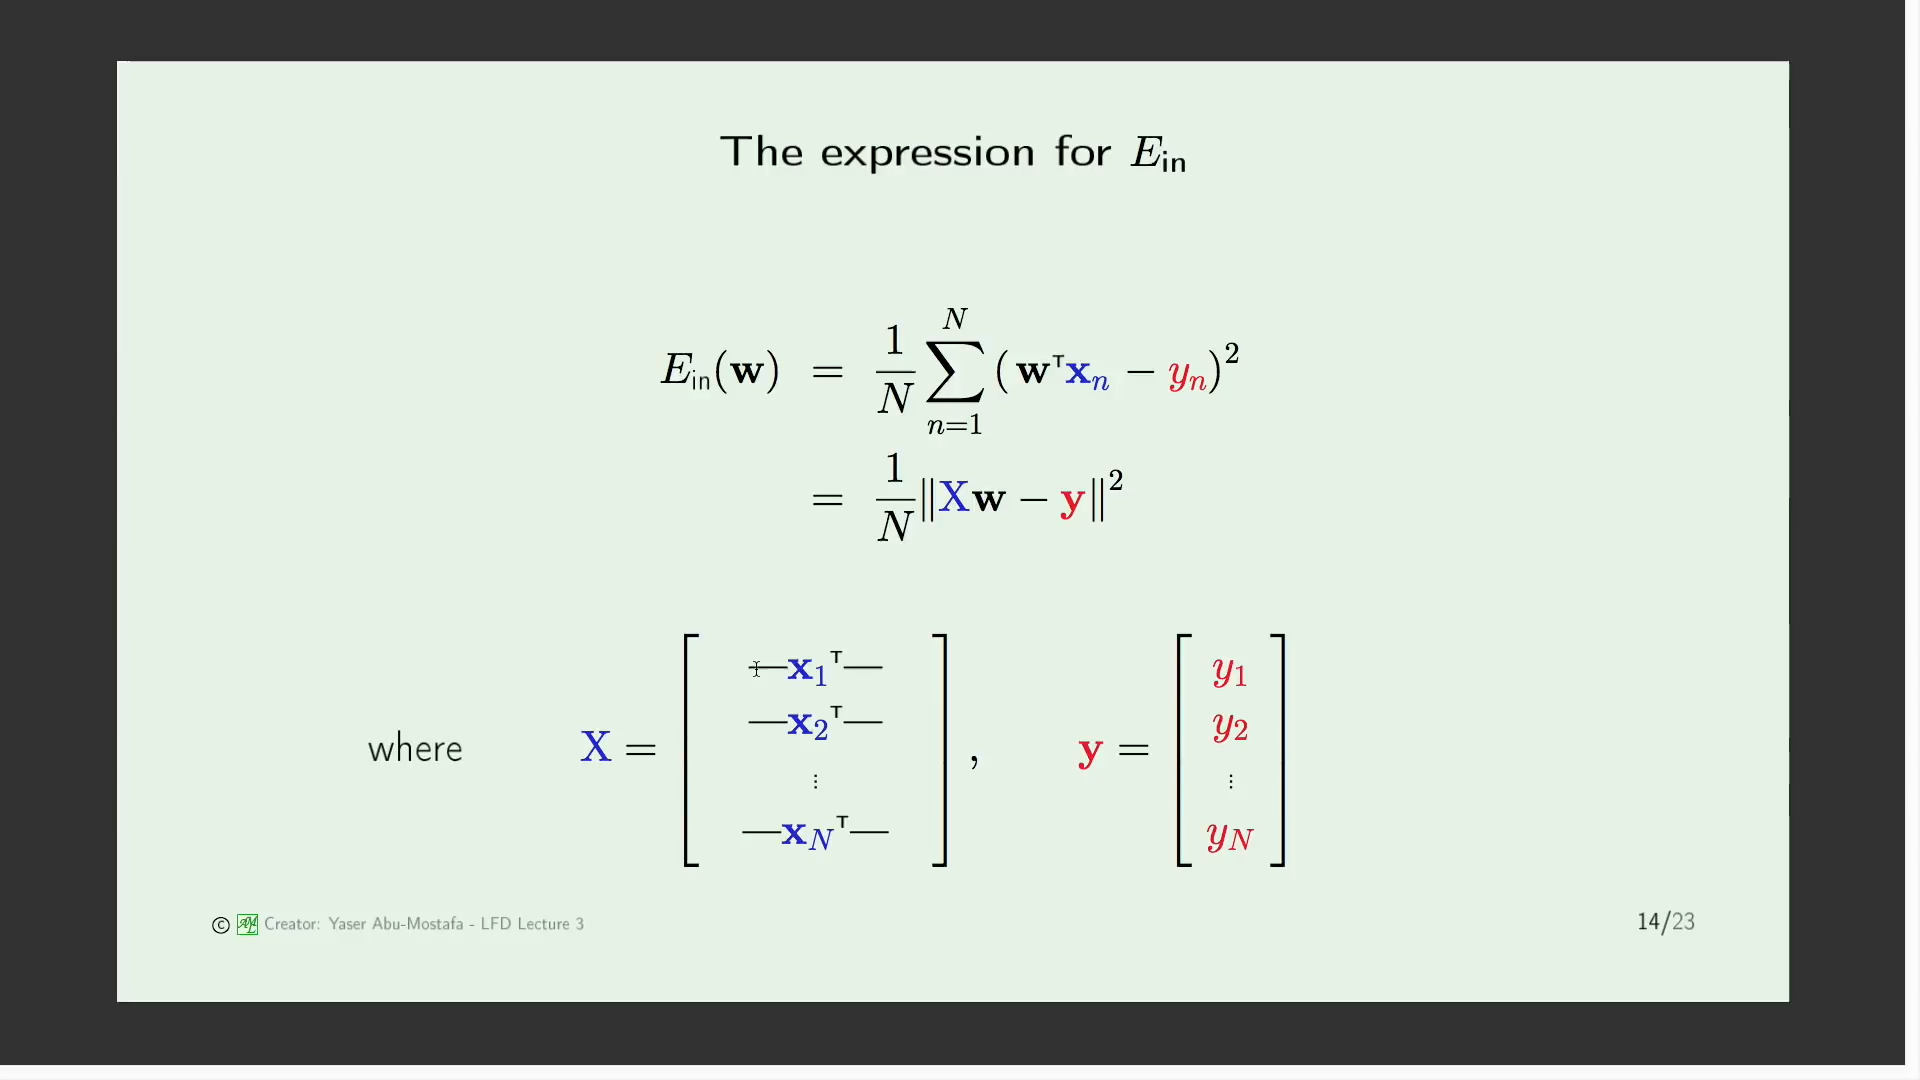 The expression for E_in
E_in(w) = 1/N ∑_{n=1}^{N} (wᵀx_n − y_n)²
= 1/N ‖Xw − y‖²
where X = [ —x₁ᵀ— —x₂ᵀ— ⋮ —x_Nᵀ— ] , y = [ y₁ y₂ ⋮ y_N ]
© AML Creator: Yaser Abu-Mostafa - LFD Lecture 3 14/23